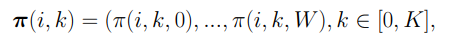 π(i, k) = (π(i, k, 0), ..., π(i, k, W), k ∈ [0, K],